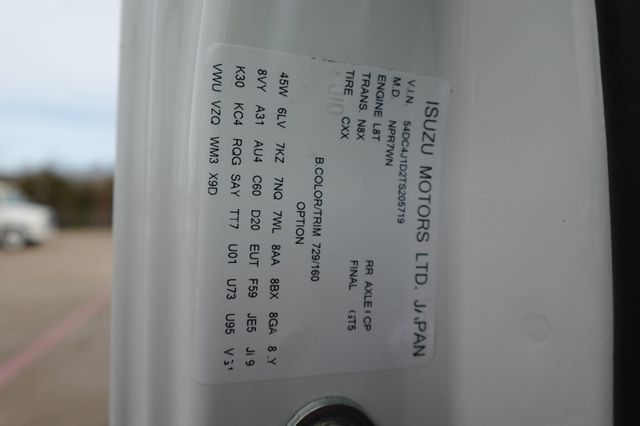 ISUZU MOTORS LTD. JAPAN
V.I.N. 54DC4J1D2TS205719
M.D. NPR7WN
ENGINE L8T
TRANS. N8X RR AXLE CP
TIRE CXX FINAL GT5
B.COLOR/TRIM 729/160
OPTION
45W 6LV 7KZ 7NQ 7WL 8AA 8BX 8GA
8VY A31 AU4 C60 D20 EUT F59 JE5
K30 KC4 RQG SAY TT7 U01 U73 U95
VWU VZQ WM3 X9D